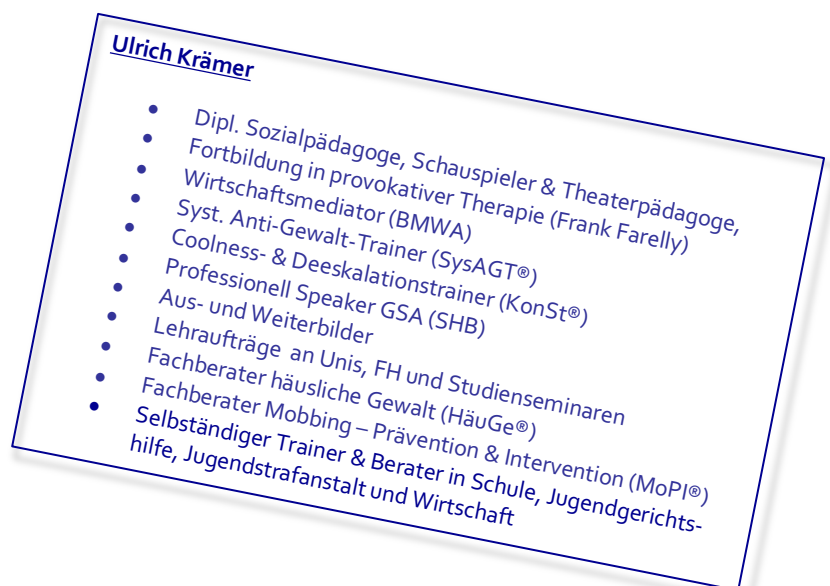 Ulrich Krämer
• Dipl. Sozialpädagoge, Schauspieler & Theaterpädagoge,
• Fortbildung in provokativer Therapie (Frank Farelly)
• Wirtschaftsmediator (BMWA)
• Syst. Anti-Gewalt-Trainer (SysAGT®)
• Coolness- & Deeskalationstrainer (KonSt®)
• Professionell Speaker GSA (SHB)
• Aus- und Weiterbilder
• Lehraufträge an Unis, FH und Studienseminaren
• Fachberater häusliche Gewalt (HäuGe®)
• Fachberater Mobbing – Prävention & Intervention (MoPI®)
• Selbständiger Trainer & Berater in Schule, Jugendgerichts-
hilfe, Jugendstrafanstalt und Wirtschaft